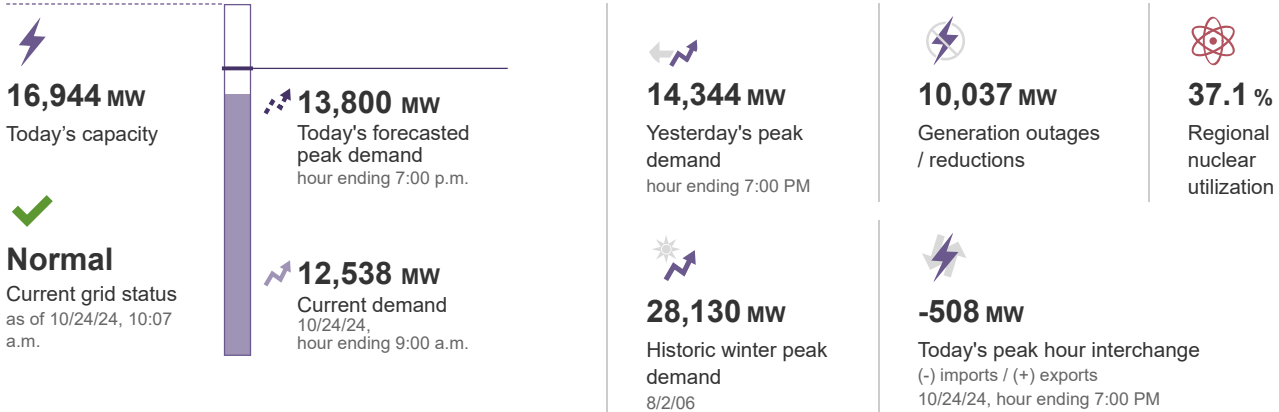 16,944 MW
Today's capacity
Normal
Current grid status
as of 10/24/24, 10:07
a.m.
13,800 MW
Today's forecasted
peak demand
hour ending 7:00 p.m.
12,538 MW
Current demand
10/24/24,
hour ending 9:00 a.m.
14,344 MW
Yesterday's peak
demand
hour ending 7:00 PM
10,037 MW
Generation outages
/ reductions
37.1 %
Regional
nuclear
utilization
28,130 MW
Historic winter peak
demand
8/2/06
-508 MW
Today's peak hour interchange
(-) imports / (+) exports
10/24/24, hour ending 7:00 PM